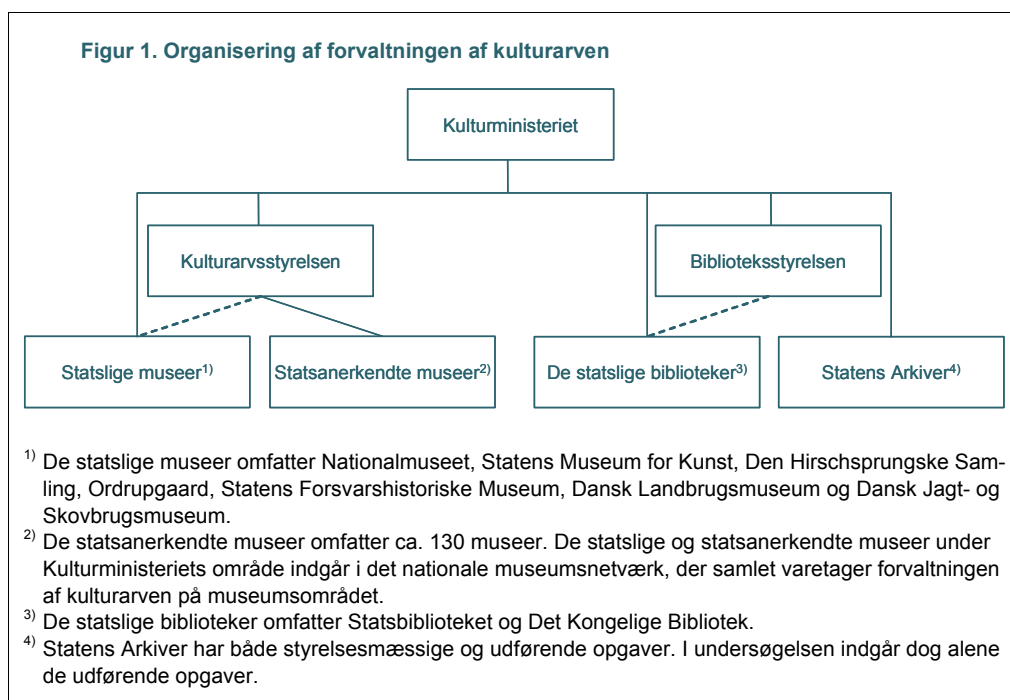 Figur 1. Organisering af forvaltningen af kulturarven
Kulturministeriet
Kulturarvsstyrelsen
Biblioteksstyrelsen
Statslige museer1)
Statsanerkendte museer2)
De statslige biblioteker3)
Statens Arkiver4)
1) De statslige museer omfatter Nationalmuseet, Statens Museum for Kunst, Den Hirschsprungske Sam-
ling, Ordrupgaard, Statens Forsvarshistoriske Museum, Dansk Landbrugsmuseum og Dansk Jagt- og
Skovbrugsmuseum.
2) De statsanerkendte museer omfatter ca. 130 museer. De statslige og statsanerkendte museer under
Kulturministeriets område indgår i det nationale museumsnetværk, der samlet varetager forvaltningen
af kulturarven på museumsområdet.
3) De statslige biblioteker omfatter Statsbiblioteket og Det Kongelige Bibliotek.
4) Statens Arkiver har både styrelsesmæssige og udførende opgaver. I undersøgelsen indgår dog alene
de udførende opgaver.